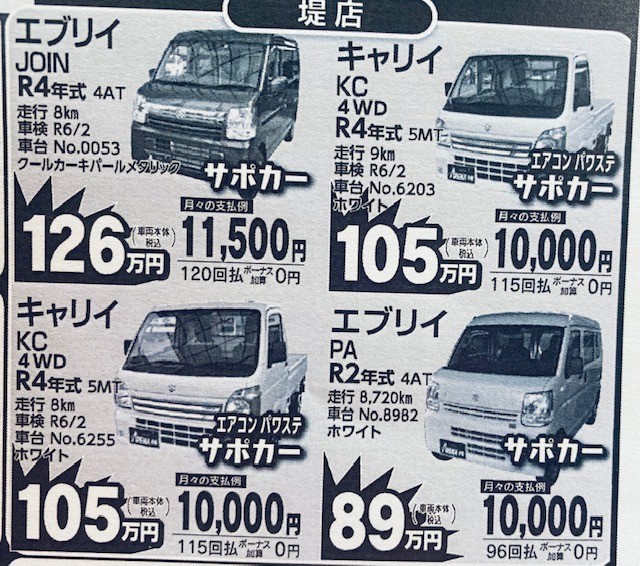 堤店
エブリイ
JOIN
R4年式 4AT
走行 8km
車検 R6/2
車台 No.0053
クールカーキパールメタリック
サポカー
126万円
(車両本体税込)
月々の支払例
11,500円
120回払 ボーナス加算 0円
キャリイ
KC
4WD
R4年式 5MT
走行 9km
車検 R6/2
車台 No.6203
ホワイト
エアコン パワステ
サポカー
105万円
(車両本体税込)
月々の支払例
10,000円
115回払 ボーナス加算 0円
キャリイ
KC
4WD
R4年式 5MT
走行 8km
車検 R6/2
車台 No.6255
ホワイト
エアコン パワステ
サポカー
105万円
(車両本体税込)
月々の支払例
10,000円
115回払 ボーナス加算 0円
エブリイ
PA
R2年式 4AT
走行 8,720km
車台 No.8982
ホワイト
サポカー
89万円
(車両本体税込)
月々の支払例
10,000円
96回払 ボーナス加算 0円